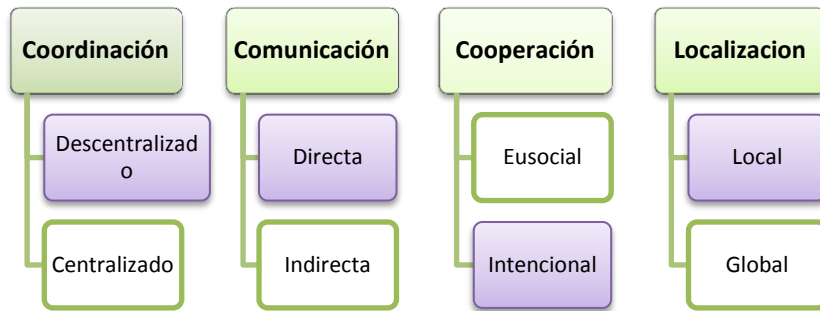 Coordinación
Descentralizad
o
Centralizado
Comunicación
Directa
Indirecta
Cooperación
Eusocial
Intencional
Localizacion
Local
Global